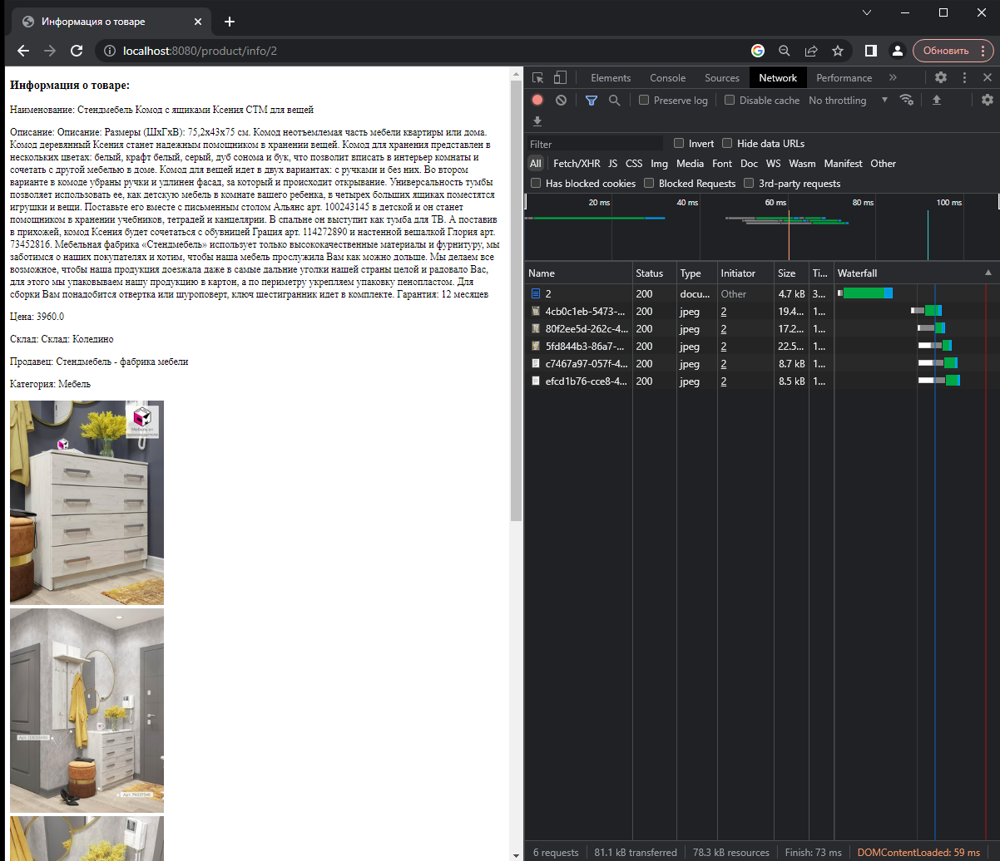 Информация о товаре
localhost:8080/product/info/2
Обновить
Информация о товаре:
Наименование: Стендмебель Комод с ящиками Ксения СТМ для вещей
Описание: Описание: Размеры (ШхГхВ): 75,2х43х75 см. Комод неотъемлемая часть мебели квартиры или дома.
Комод деревянный Ксения станет надежным помощником в хранении вещей. Комод для хранения представлен в
нескольких цветах: белый, крафт белый, серый, дуб сонома и бук, что позволит вписать в интерьер комнаты и
сочетать с другой мебелью в доме. Комод для вещей идет в двух вариантах: с ручками и без них. Во втором
варианте в комоде убраны ручки и удлинен фасад, за который и происходит открывание. Универсальность тумбы
позволяет использовать ее, как детскую мебель в комнате вашего ребенка, в четырех больших ящиках поместятся
игрушки и вещи. Поставьте его вместе с письменным столом Альянс арт. 100243145 в детской и он станет
помощником в хранении учебников, тетрадей и канцелярии. В спальне он выступит как тумба для ТВ. А поставив
в прихожей, комод Ксения будет сочетаться с обувницей Грация арт. 114272890 и настенной вешалкой Глория арт.
73452816. Мебельная фабрика «Стендмебель» использует только высококачественные материалы и фурнитуру, мы
заботимся о наших покупателях и хотим, чтобы наша мебель прослужила Вам как можно дольше. Мы делаем все
возможное, чтобы наша продукция доезжала даже в самые дальние уголки нашей страны целой и радовало Вас,
для этого мы упаковываем нашу продукцию в картон, а по периметру укрепляем упаковку пенопластом. Для
сборки Вам понадобится отвертка или шуроповерт, ключ шестигранник идет в комплекте. Гарантия: 12 месяцев
Цена: 3960.0
Склад: Склад: Коледино
Продавец: Стендмебель - фабрика мебели
Категория: Мебель
Elements Console Sources Network Performance
Preserve log Disable cache No throttling
Filter Invert Hide data URLs
All Fetch/XHR JS CSS Img Media Font Doc WS Wasm Manifest Other
Has blocked cookies Blocked Requests 3rd-party requests
20 ms 40 ms 60 ms 80 ms 100 ms
Name Status Type Initiator Size Ti... Waterfall
2 200 docu... Other 4.7 kB 3...
4cb0c1eb-5473-... 200 jpeg 2 19.4... 1...
80f2ee5d-262c-4... 200 jpeg 2 17.2... 1...
5fd844b3-86a7-... 200 jpeg 2 22.5... 1...
c7467a97-057f-4... 200 jpeg 2 8.7 kB 1...
efcd1b76-cce8-4... 200 jpeg 2 8.5 kB 1...
6 requests 81.1 kB transferred 78.3 kB resources Finish: 73 ms DOMContentLoaded: 59 ms